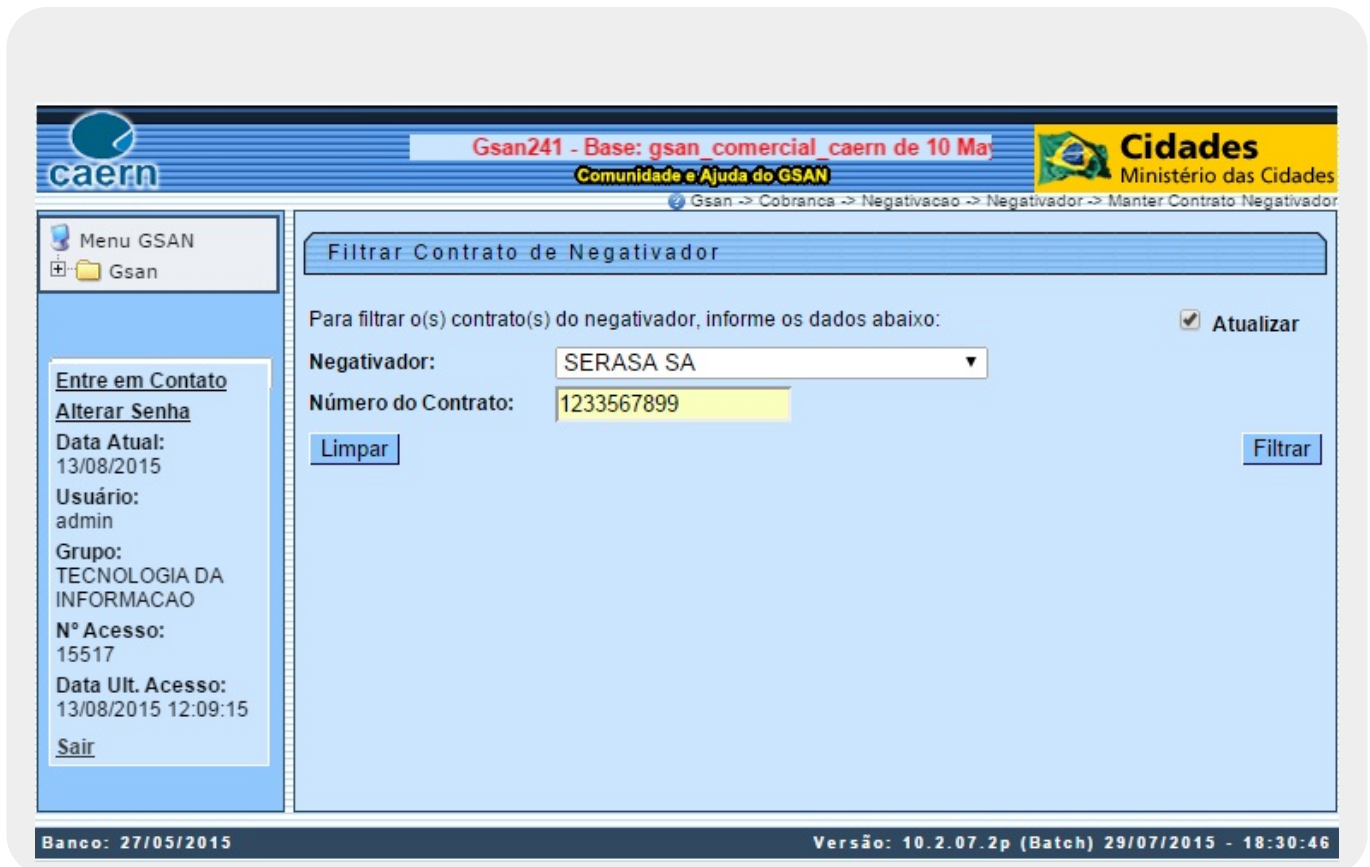 caern
Gsan241 - Base: gsan_comercial_caern de 10 May
Comunidade e Ajuda do GSAN
Cidades
Ministério das Cidades
Gsan -> Cobranca -> Negativacao -> Negativador -> Manter Contrato Negativador
Menu GSAN
Gsan
Filtrar Contrato de Negativador
Para filtrar o(s) contrato(s) do negativador, informe os dados abaixo:
Atualizar
Negativador:
SERASA SA
Número do Contrato:
1233567899
Limpar
Filtrar
Entre em Contato
Alterar Senha
Data Atual:
13/08/2015
Usuário:
admin
Grupo:
TECNOLOGIA DA
INFORMACAO
Nº Acesso:
15517
Data Ult. Acesso:
13/08/2015 12:09:15
Sair
Banco: 27/05/2015
Versão: 10.2.07.2p (Batch) 29/07/2015 - 18:30:46